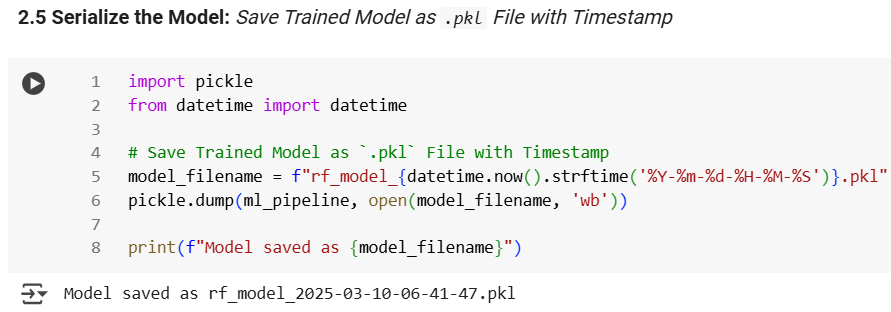 2.5 Serialize the Model: Save Trained Model as .pkl File with Timestamp
1 import pickle
2 from datetime import datetime
3
4 # Save Trained Model as `.pkl` File with Timestamp
5 model_filename = f"rf_model_{datetime.now().strftime('%Y-%m-%d-%H-%M-%S')}.pkl"
6 pickle.dump(ml_pipeline, open(model_filename, 'wb'))
7
8 print(f"Model saved as {model_filename}")
Model saved as rf_model_2025-03-10-06-41-47.pkl